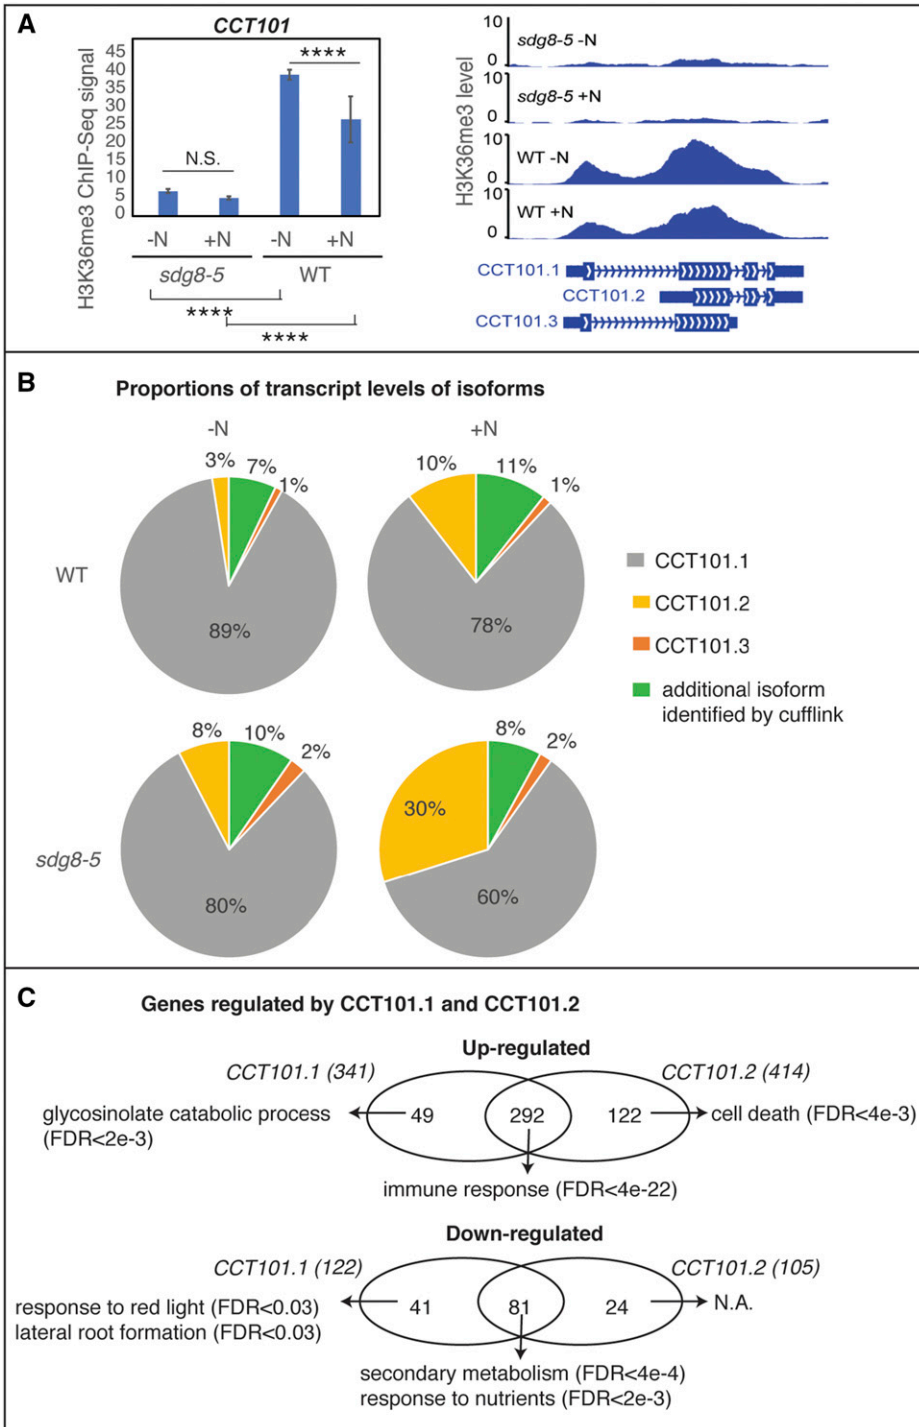 A
CCT101
H3K36me3 ChIP-Seq signal
45
40
35
30
25
20
15
10
5
0
N.S.
****
-N +N -N +N
sdg8-5 WT
****
****
H3K36me3 level
10
sdg8-5 -N
0
10
sdg8-5 +N
0
10
WT -N
0
10
WT +N
0
CCT101.1
CCT101.2
CCT101.3
B
Proportions of transcript levels of isoforms
-N
+N
WT
3% 7% 1%
89%
10% 11% 1%
78%
CCT101.1
CCT101.2
CCT101.3
additional isoform
identified by cufflink
sdg8-5
8% 10% 2%
80%
8% 2%
30%
60%
C
Genes regulated by CCT101.1 and CCT101.2
Up-regulated
CCT101.1 (341) CCT101.2 (414)
glycosinolate catabolic process
(FDR<2e-3)
49 292 122
cell death (FDR<4e-3)
immune response (FDR<4e-22)
Down-regulated
CCT101.1 (122) CCT101.2 (105)
response to red light (FDR<0.03)
lateral root formation (FDR<0.03)
41 81 24
N.A.
secondary metabolism (FDR<4e-4)
response to nutrients (FDR<2e-3)